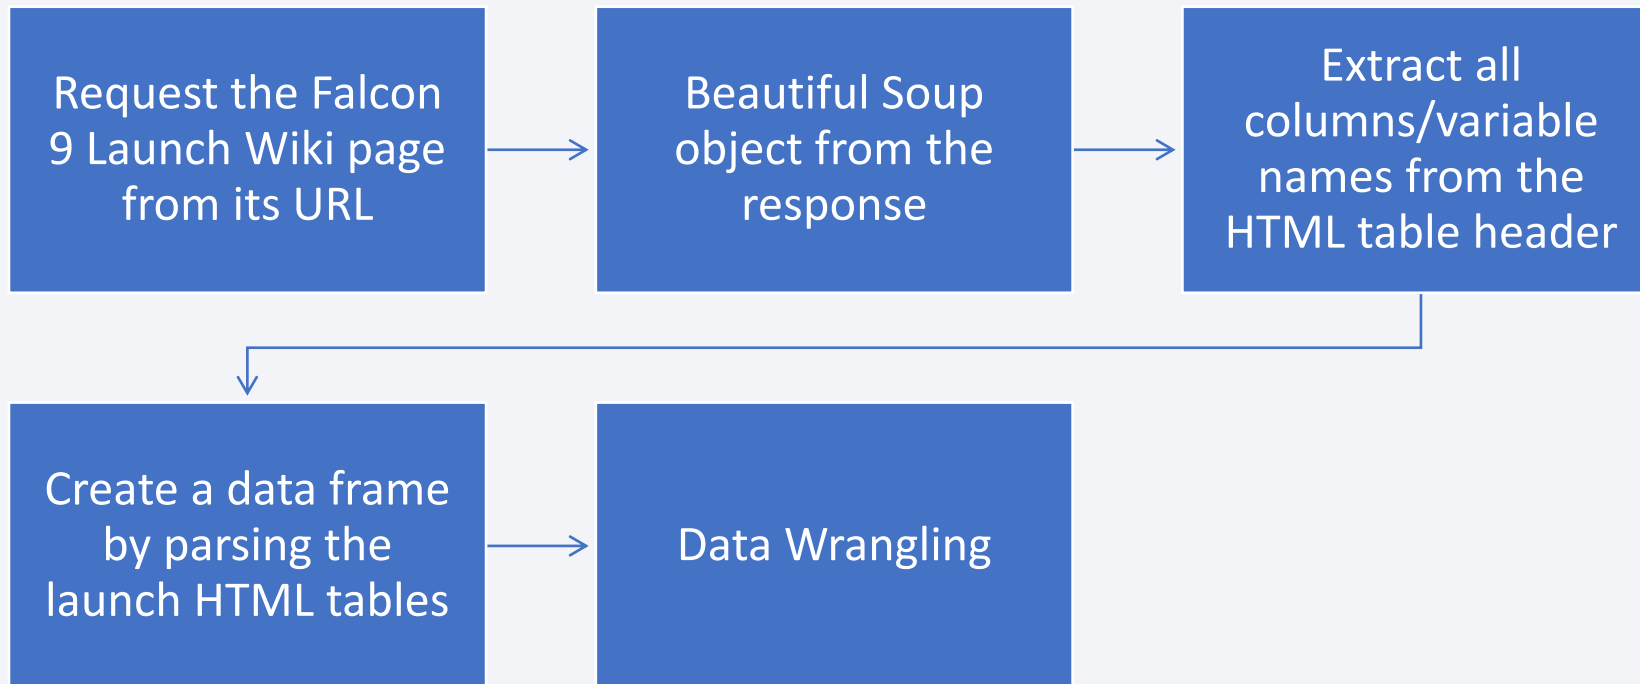 Request the Falcon
9 Launch Wiki page
from its URL
Beautiful Soup
object from the
response
Extract all
columns/variable
names from the
HTML table header
Create a data frame
by parsing the
launch HTML tables
Data Wrangling